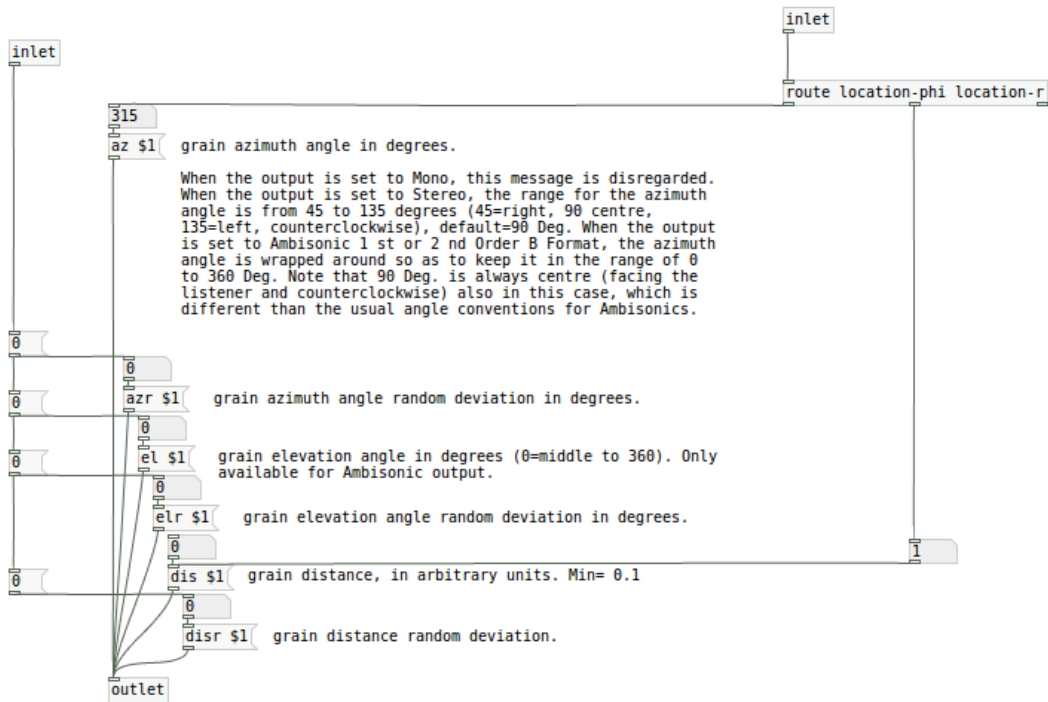 inlet
inlet
route location-phi location-r
315
az $1
grain azimuth angle in degrees.
When the output is set to Mono, this message is disregarded.
When the output is set to Stereo, the range for the azimuth
angle is from 45 to 135 degrees (45=right, 90 centre,
135=left, counterclockwise), default=90 Deg. When the output
is set to Ambisonic 1 st or 2 nd Order B Format, the azimuth
angle is wrapped around so as to keep it in the range of 0
to 360 Deg. Note that 90 Deg. is always centre (facing the
listener and counterclockwise) also in this case, which is
different than the usual angle conventions for Ambisonics.
0
0
azr $1
grain azimuth angle random deviation in degrees.
0
0
el $1
grain elevation angle in degrees (0=middle to 360). Only
available for Ambisonic output.
0
0
elr $1
grain elevation angle random deviation in degrees.
0
1
dis $1
grain distance, in arbitrary units. Min= 0.1
0
0
disr $1
grain distance random deviation.
outlet